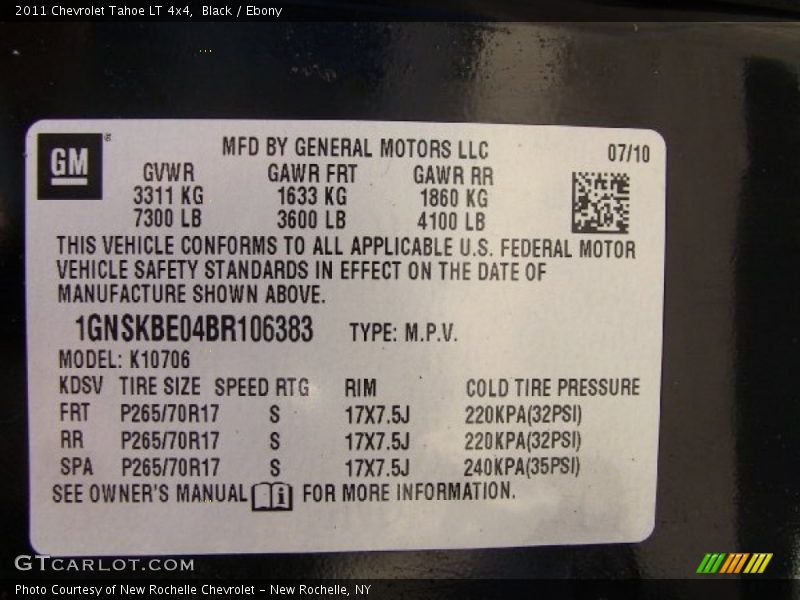 2011 Chevrolet Tahoe LT 4x4, Black / Ebony
GM®
MFD BY GENERAL MOTORS LLC 07/10
GVWR GAWR FRT GAWR RR
3311 KG 1633 KG 1860 KG
7300 LB 3600 LB 4100 LB
THIS VEHICLE CONFORMS TO ALL APPLICABLE U.S. FEDERAL MOTOR
VEHICLE SAFETY STANDARDS IN EFFECT ON THE DATE OF
MANUFACTURE SHOWN ABOVE.
1GNSKBE04BR106383 TYPE: M.P.V.
MODEL: K10706
KDSV TIRE SIZE SPEED RTG RIM COLD TIRE PRESSURE
FRT P265/70R17 S 17X7.5J 220KPA(32PSI)
RR P265/70R17 S 17X7.5J 220KPA(32PSI)
SPA P265/70R17 S 17X7.5J 240KPA(35PSI)
SEE OWNER'S MANUAL i FOR MORE INFORMATION.
GTCARLOT.COM
Photo Courtesy of New Rochelle Chevrolet - New Rochelle, NY